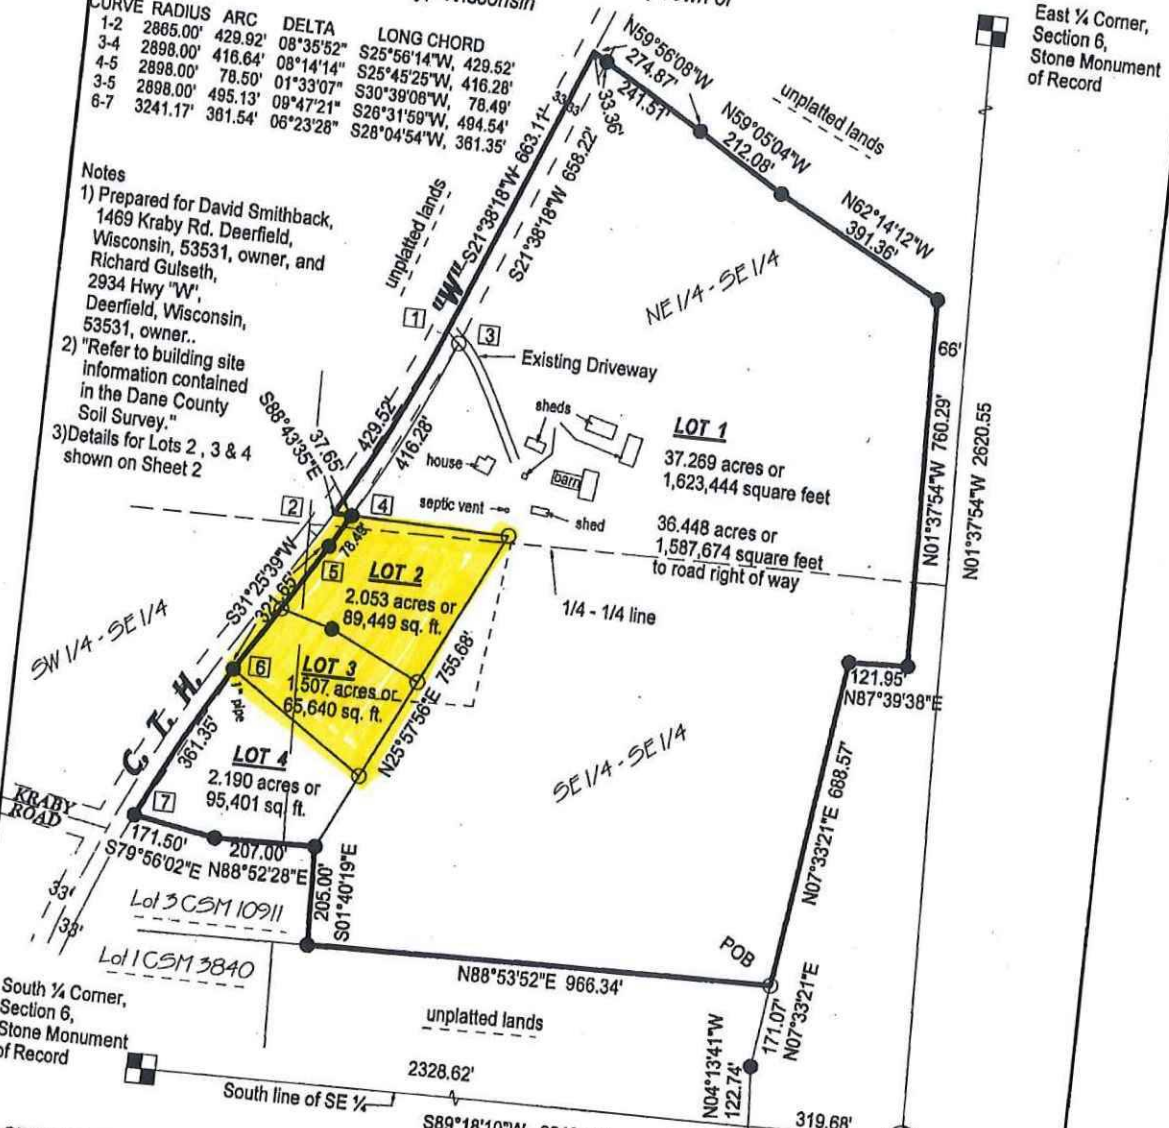 Wisconsin
CURVE RADIUS ARC DELTA LONG CHORD
1-2 2865.00' 429.92' 08°35'52" S25°56'14"W, 429.52'
3-4 2898.00' 416.64' 08°14'14" S25°45'25"W, 416.28'
4-5 2898.00' 78.50' 01°33'07" S30°39'06"W, 78.49'
3-5 2898.00' 495.13' 09°47'21" S26°31'59"W, 494.54'
6-7 3241.17' 361.54' 06°23'28" S28°04'54"W, 361.35'
East ¼ Corner,
Section 6,
Stone Monument
of Record
Notes
1) Prepared for David Smithback,
1469 Kraby Rd. Deerfield,
Wisconsin, 53531, owner, and
Richard Gulseth,
2934 Hwy "W",
Deerfield, Wisconsin,
53531, owner..
2) "Refer to building site
information contained
in the Dane County
Soil Survey."
3)Details for Lots 2 , 3 & 4
shown on Sheet 2
N59°56'08"W
274.87'
241.51'
33.36'
33'
33'
N59°05'04"W
212.08'
unplatted lands
N62°14'12"W
391.36'
S21°38'18"W 663.11'
S21°38'18"W 658.22'
unplatted lands
"W"
NE 1/4 - SE 1/4
66'
N01°37'54"W 760.29'
N01°37'54"W 2620.55
1
3
Existing Driveway
sheds
LOT 1
37.269 acres or
1,623,444 square feet
36.448 acres or
1,587,674 square feet
to road right of way
house
barn
septic vent
shed
S88°43'35"E
37.65
429.52'
416.28'
2
4
78.49'
5
1/4 - 1/4 line
LOT 2
2.053 acres or
89,449 sq. ft.
S31°25'39"W
321.65'
SW 1/4 - SE 1/4
6
1" pipe
LOT 3
1.507 acres or
65,640 sq. ft.
N25°57'56"E 755.68'
121.95'
N87°39'38"E
C. T. H.
361.35'
LOT 4
2.190 acres or
95,401 sq. ft.
SE 1/4 - SE 1/4
N07°33'21"E 688.57'
KRABY
ROAD
7
171.50'
S79°56'02"E
207.00'
N88°52'28"E
205.00'
S01°40'19"E
33'
33'
Lot 3 CSM 10911
Lot 1 CSM 3840
POB
N88°53'52"E 966.34'
unplatted lands
171.07'
N07°33'21"E
N04°13'41"W
122.74'
South ¼ Corner,
Section 6,
Stone Monument
of Record
2328.62'
South line of SE ¼
S89°18'10"W
319.68'